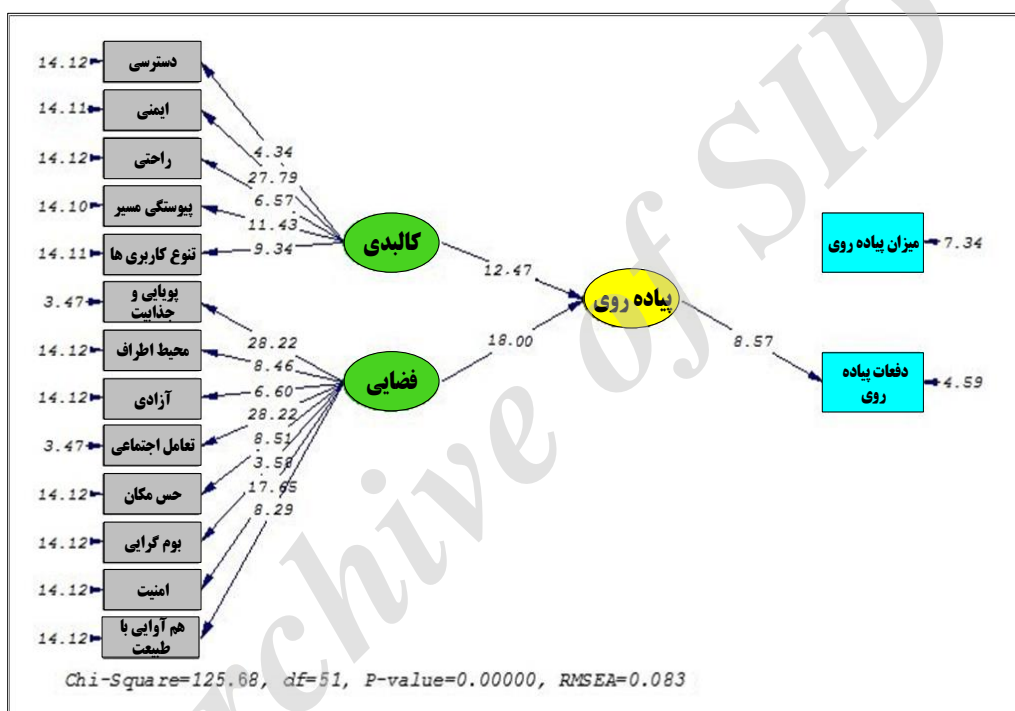 14.12
دسترسی
14.11
ایمنی
14.12
راحتی
14.10
پیوستگی مسیر
14.11
تنوع کاربری ها
3.47
پویایی و
جذابیت
14.12
محیط اطراف
14.12
آزادی
3.47
تعامل اجتماعی
14.12
حس مکان
14.12
بوم گرایی
14.12
امنیت
14.12
هم آوایی با
طبیعت
4.34
27.79
6.57
11.43
9.34
28.22
8.46
6.60
28.22
8.51
3.58
17.65
8.29
کالبدی
فضایی
12.47
18.00
پیاده روی
8.57
میزان پیاده روی
7.34
دفعات پیاده
روی
4.59
Chi-Square=125.68, df=51, P-value=0.00000, RMSEA=0.083
Archive of SID